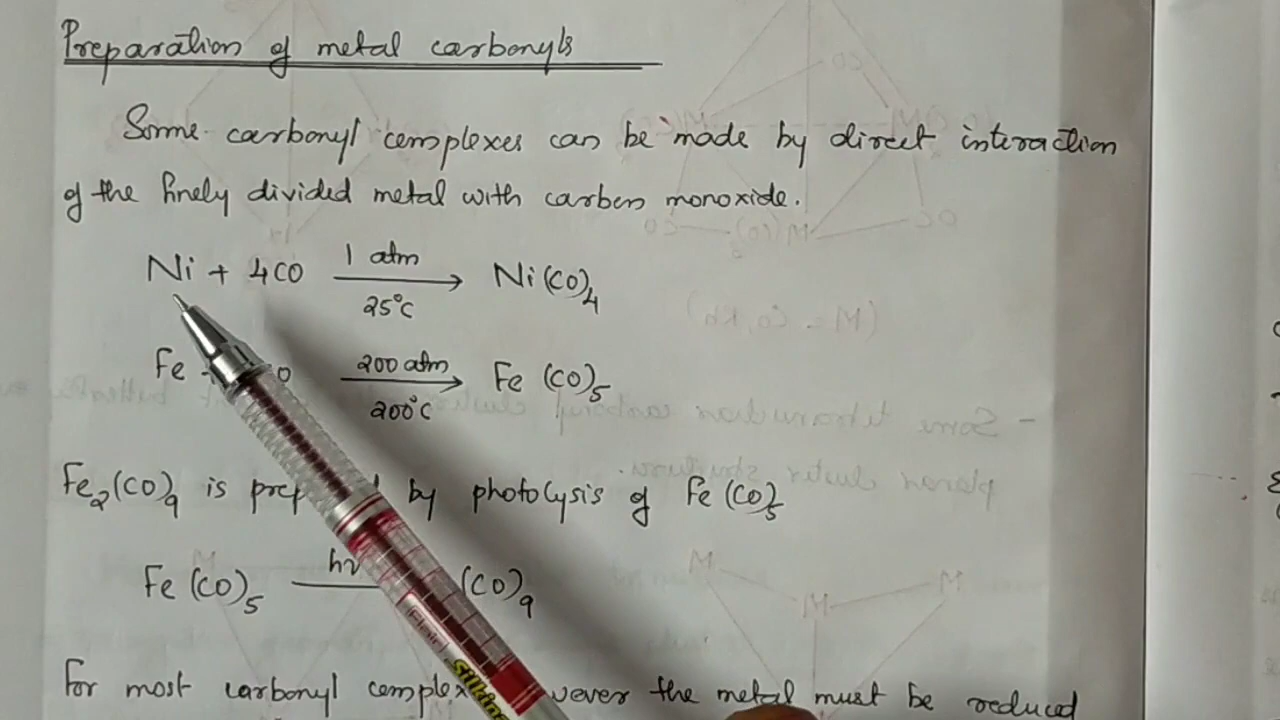 Preparation of metal carbonyls
Some carbonyl complexes can be made by direct interaction
of the finely divided metal with carbon monoxide.
Ni + 4CO 1 atm 25°C → Ni(CO)₄
Fe 200 atm 200°C → Fe(CO)₅
Fe₂(CO)₉ is by photolysis of Fe(CO)₅
Fe(CO)₅ hν (CO)₉
For most carbonyl the metal must be reduced